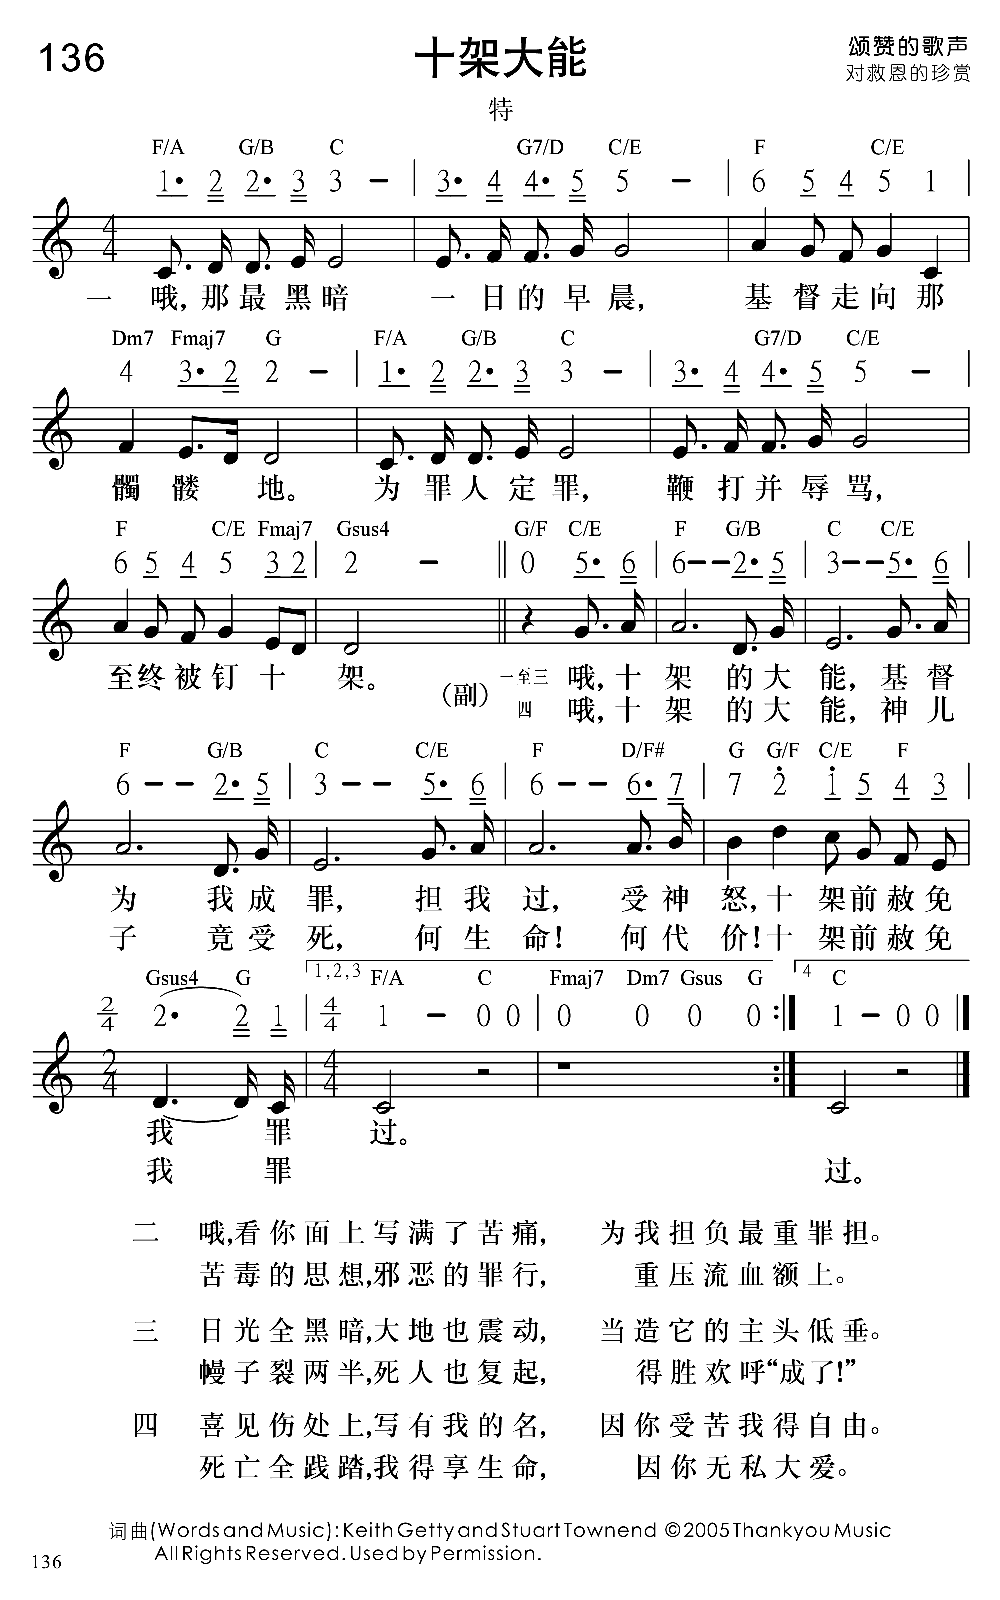 136
十架大能
颂赞的歌声
对救恩的珍赏
特
F/A G/B C G7/D C/E F C/E
1• 2 2• 3 3 – | 3• 4 4• 5 5 – | 6 5 4 5 1 |
4
4
一 哦,那最黑暗 一日的早晨, 基督走向那
Dm7 Fmaj7 G F/A G/B C G7/D C/E
4 3• 2 2 – | 1• 2 2• 3 3 – | 3• 4 4• 5 5 – |
髑髅地。 为罪人定罪, 鞭打并辱骂,
F C/E Fmaj7 Gsus4 G/F C/E F G/B C C/E
6 5 4 5 3 2 | 2 – || 0 5• 6 | 6 – – 2• 5 | 3 – – 5• 6 |
至终被钉十架。 (副) 一至三 哦,十架的大能,基督
四 哦,十架的大能,神儿
F G/B C C/E F D/F# G G/F C/E F
6 – – 2• 5 | 3 – – 5• 6 | 6 – – 6• 7 | 7 2̇ 1̇ 5 4 3 |
为我成罪, 担我过, 受神怒,十架前赦免
子竟受死, 何生命! 何代价!十架前赦免
Gsus4 G 1,2,3 F/A C Fmaj7 Dm7 Gsus G 4 C
2/4 2• 2 1 | 4/4 1 – 0 0 | 0 0 0 0 :| 1 – 0 0 |
2 4
4 4
我罪过。
我罪 过。
二 哦,看你面上写满了苦痛, 为我担负最重罪担。
苦毒的思想,邪恶的罪行, 重压流血额上。
三 日光全黑暗,大地也震动, 当造它的主头低垂。
幔子裂两半,死人也复起, 得胜欢呼“成了!”
四 喜见伤处上,写有我的名, 因你受苦我得自由。
死亡全践踏,我得享生命, 因你无私大爱。
词曲(Words and Music): Keith Getty and Stuart Townend ©2005 Thankyou Music
All Rights Reserved. Used by Permission.
136